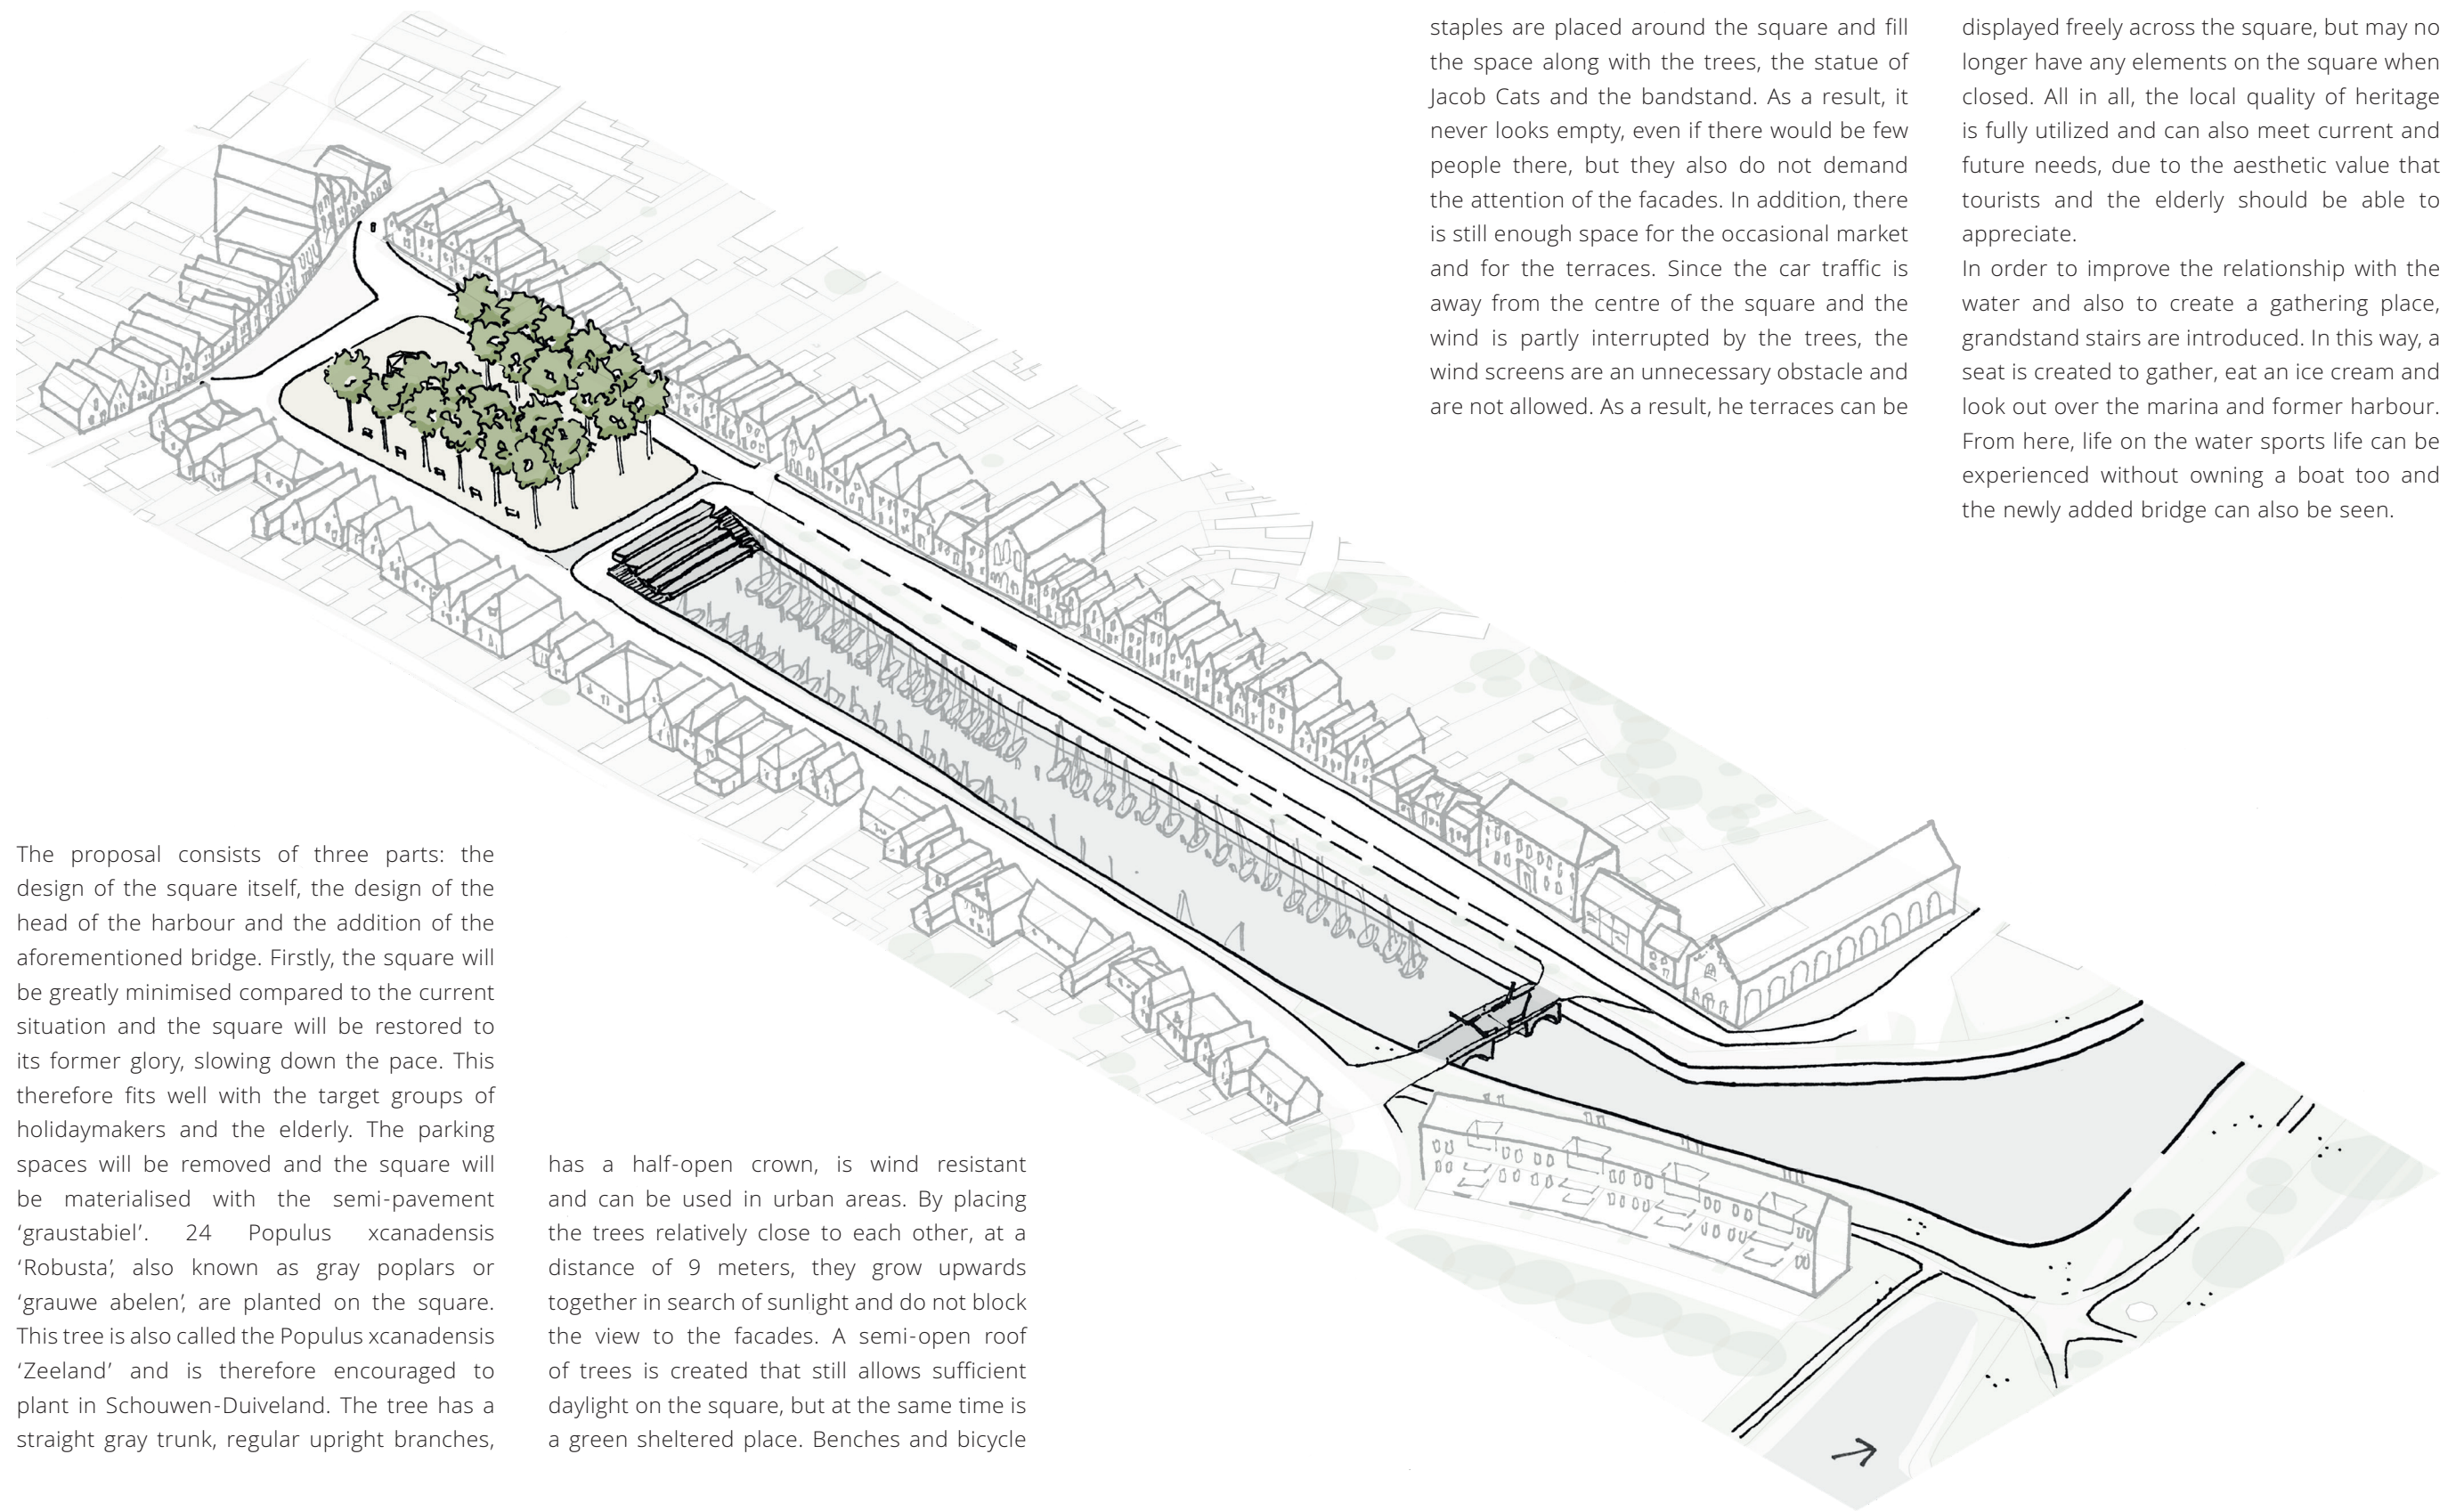 The proposal consists of three parts: the
design of the square itself, the design of the
head of the harbour and the addition of the
aforementioned bridge. Firstly, the square will
be greatly minimised compared to the current
situation and the square will be restored to
its former glory, slowing down the pace. This
therefore fits well with the target groups of
holidaymakers and the elderly. The parking
spaces will be removed and the square will
be materialised with the semi-pavement
‘graustabiel’. 24 Populus xcanadensis
‘Robusta’, also known as gray poplars or
‘grauwe abelen’, are planted on the square.
This tree is also called the Populus xcanadensis
‘Zeeland’ and is therefore encouraged to
plant in Schouwen-Duiveland. The tree has a
straight gray trunk, regular upright branches,
has a half-open crown, is wind resistant
and can be used in urban areas. By placing
the trees relatively close to each other, at a
distance of 9 meters, they grow upwards
together in search of sunlight and do not block
the view to the facades. A semi-open roof
of trees is created that still allows sufficient
daylight on the square, but at the same time is
a green sheltered place. Benches and bicycle
staples are placed around the square and fill
the space along with the trees, the statue of
Jacob Cats and the bandstand. As a result, it
never looks empty, even if there would be few
people there, but they also do not demand
the attention of the facades. In addition, there
is still enough space for the occasional market
and for the terraces. Since the car traffic is
away from the centre of the square and the
wind is partly interrupted by the trees, the
wind screens are an unnecessary obstacle and
are not allowed. As a result, he terraces can be
displayed freely across the square, but may no
longer have any elements on the square when
closed. All in all, the local quality of heritage
is fully utilized and can also meet current and
future needs, due to the aesthetic value that
tourists and the elderly should be able to
appreciate.
In order to improve the relationship with the
water and also to create a gathering place,
grandstand stairs are introduced. In this way, a
seat is created to gather, eat an ice cream and
look out over the marina and former harbour.
From here, life on the water sports life can be
experienced without owning a boat too and
the newly added bridge can also be seen.